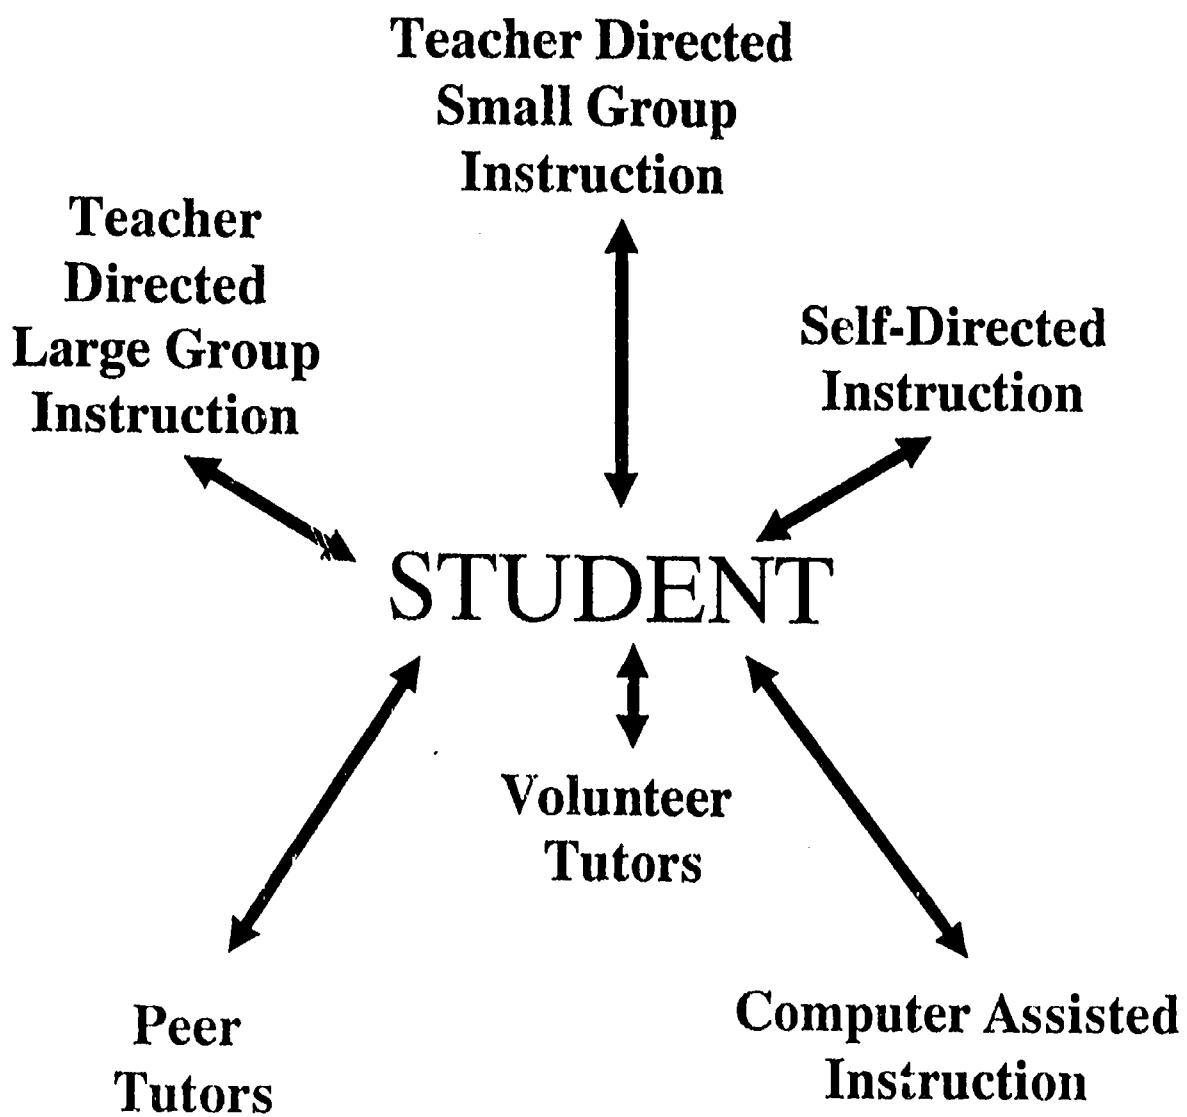 Teacher Directed
Small Group
Instruction
Teacher
Directed
Large Group
Instruction
Self-Directed
Instruction
STUDENT
Volunteer
Tutors
Peer
Tutors
Computer Assisted
Instruction